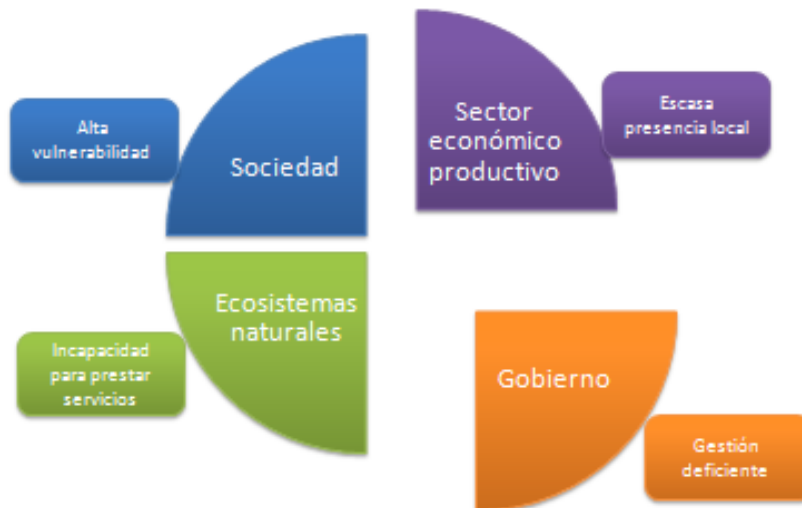 Alta
vulnerabilidad
Sociedad
Sector
económico
productivo
Escasa
presencia local
Ecosistemas
naturales
Incapacidad
para prestar
servicios
Gobierno
Gestión
deficiente